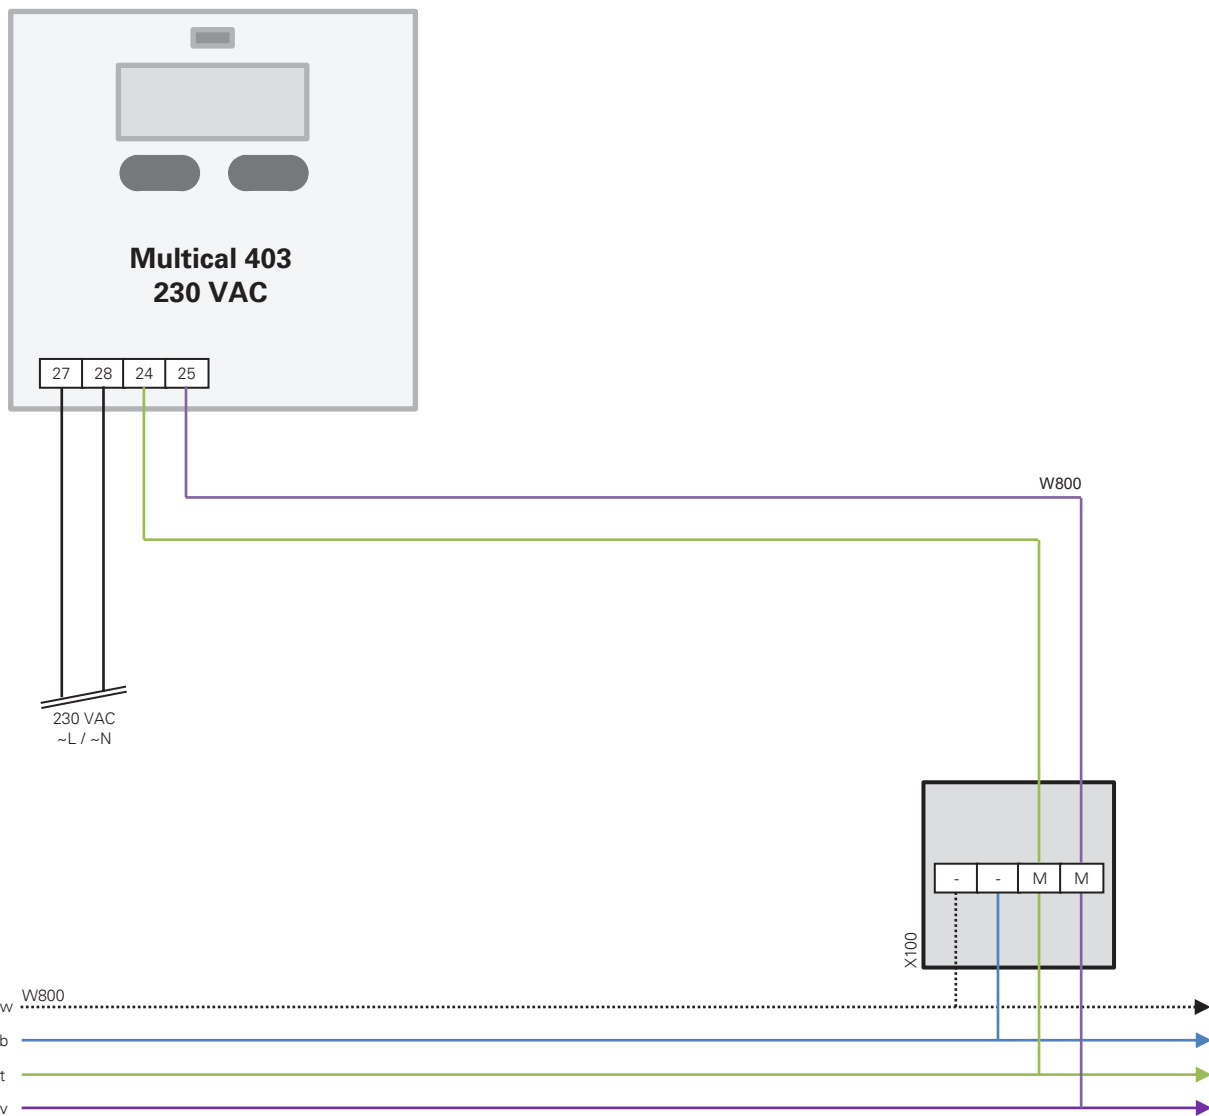 Multical 403
230 VAC
27 28 24 25
W800
230 VAC
~L / ~N
- - M M
X100
W800
w
b
t
v